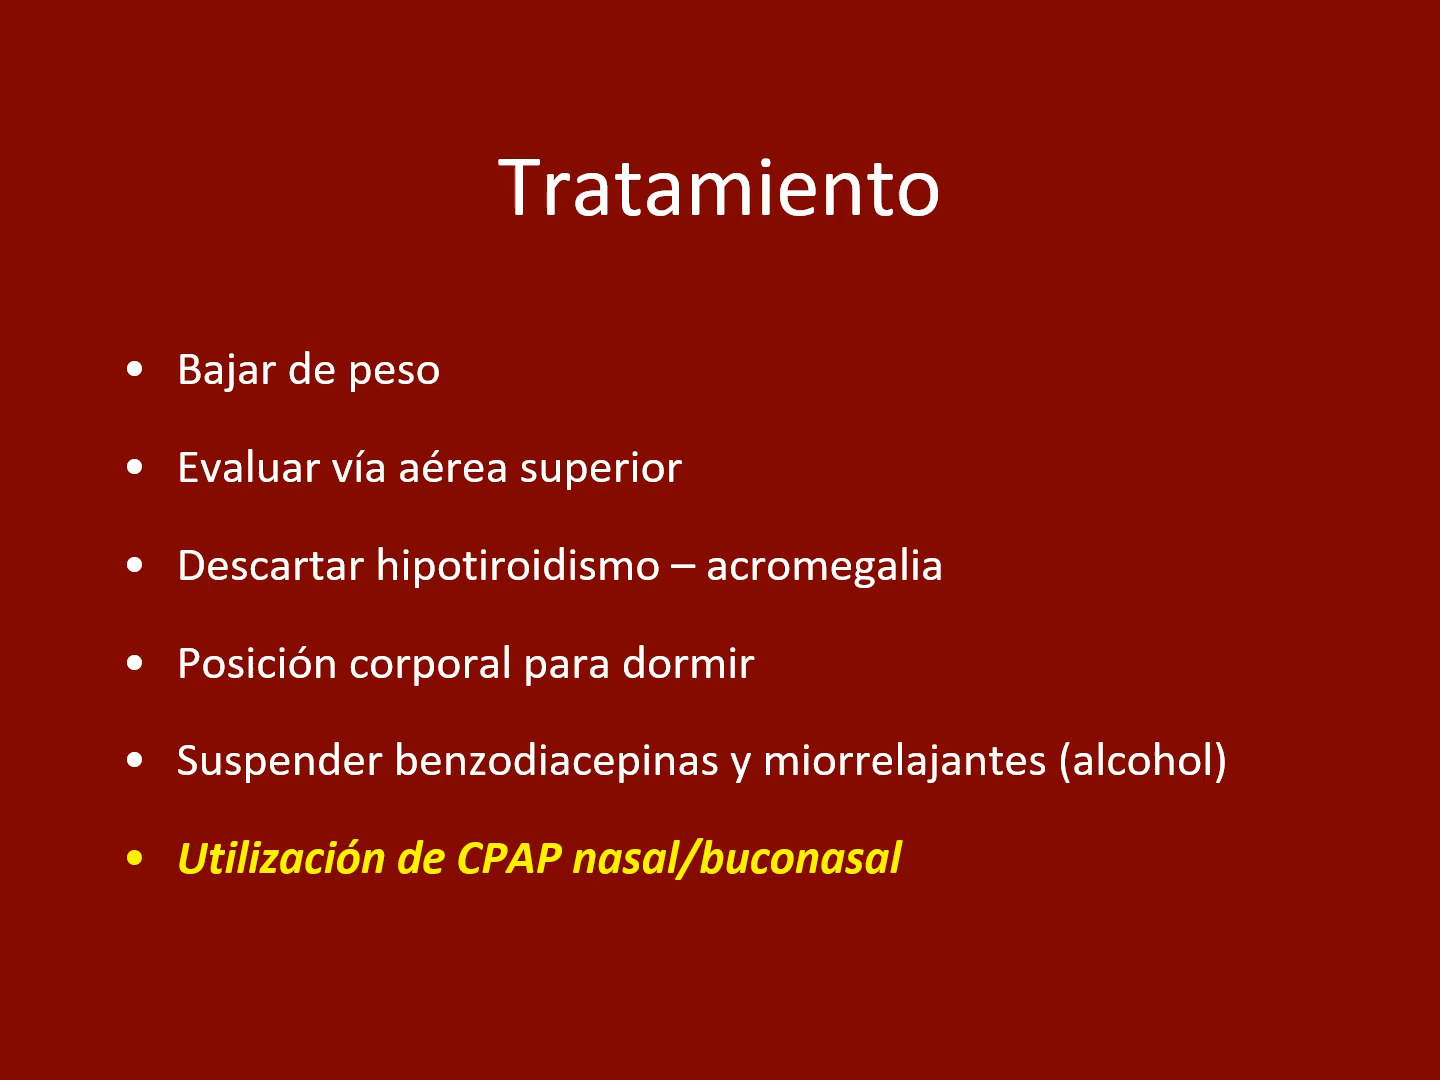 Tratamiento
• Bajar de peso
• Evaluar vía aérea superior
• Descartar hipotiroidismo – acromegalia
• Posición corporal para dormir
• Suspender benzodiacepinas y miorrelajantes (alcohol)
• Utilización de CPAP nasal/buconasal